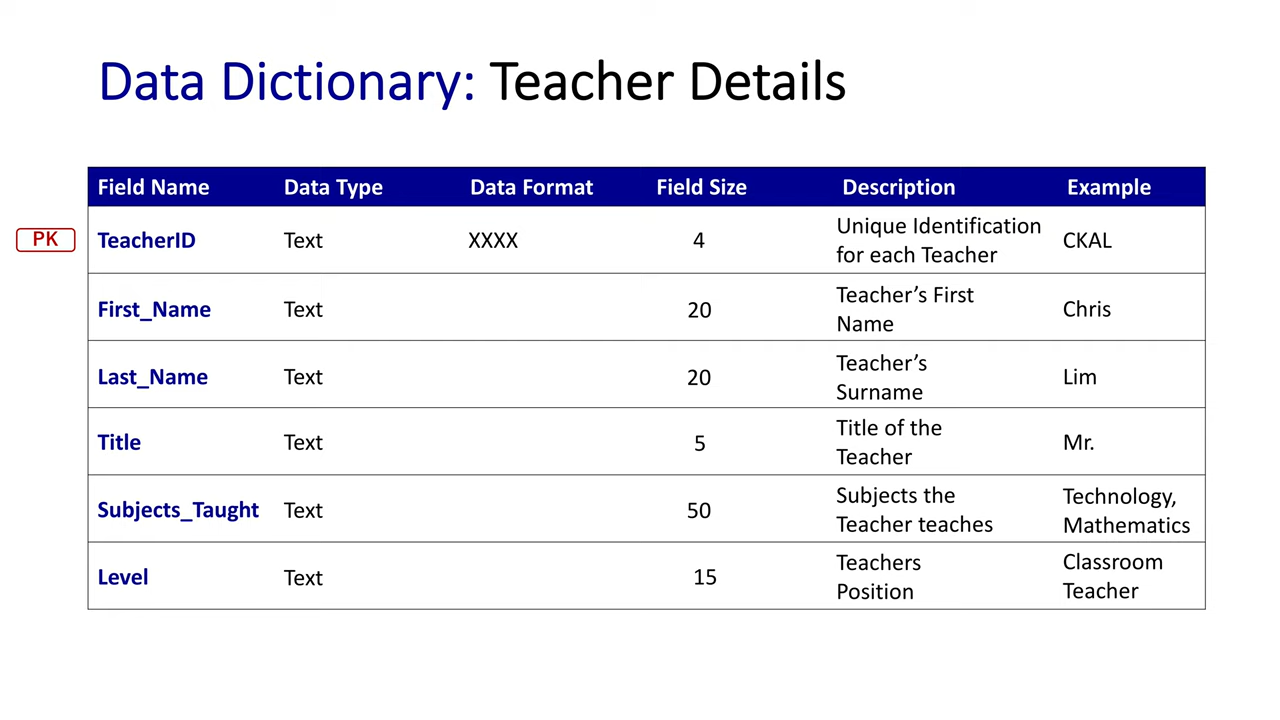 Data Dictionary: Teacher Details
Field Name Data Type Data Format Field Size Description Example
PK TeacherID Text XXXX 4 Unique Identification for each Teacher CKAL
First_Name Text 20 Teacher’s First Name Chris
Last_Name Text 20 Teacher’s Surname Lim
Title Text 5 Title of the Teacher Mr.
Subjects_Taught Text 50 Subjects the Teacher teaches Technology, Mathematics
Level Text 15 Teachers Position Classroom Teacher